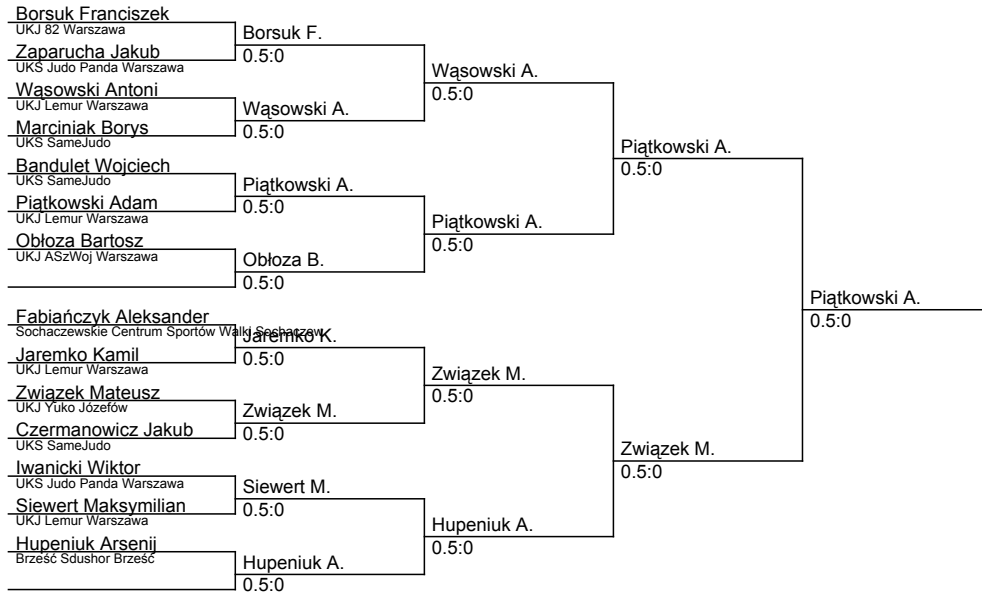 Borsuk Franciszek
UKJ 82 Warszawa
Zaparucha Jakub
UKS Judo Panda Warszawa
Wąsowski Antoni
UKJ Lemur Warszawa
Marciniak Borys
UKS SameJudo
Bandulet Wojciech
UKS SameJudo
Piątkowski Adam
UKJ Lemur Warszawa
Obłoza Bartosz
UKJ ASzWoj Warszawa
Fabiańczyk Aleksander
Sochaczewskie Centrum Sportów Walki Sochaczew
Jaremko Kamil
UKJ Lemur Warszawa
Związek Mateusz
UKJ Yuko Józefów
Czermanowicz Jakub
UKS SameJudo
Iwanicki Wiktor
UKS Judo Panda Warszawa
Siewert Maksymilian
UKJ Lemur Warszawa
Hupeniuk Arsenij
Brześć Sdushor Brześć
Borsuk F.
0.5:0
Wąsowski A.
0.5:0
Piątkowski A.
0.5:0
Obłoza B.
0.5:0
Jaremko K.
0.5:0
Związek M.
0.5:0
Siewert M.
0.5:0
Hupeniuk A.
0.5:0
Wąsowski A.
0.5:0
Piątkowski A.
0.5:0
Związek M.
0.5:0
Hupeniuk A.
0.5:0
Piątkowski A.
0.5:0
Związek M.
0.5:0
Piątkowski A.
0.5:0